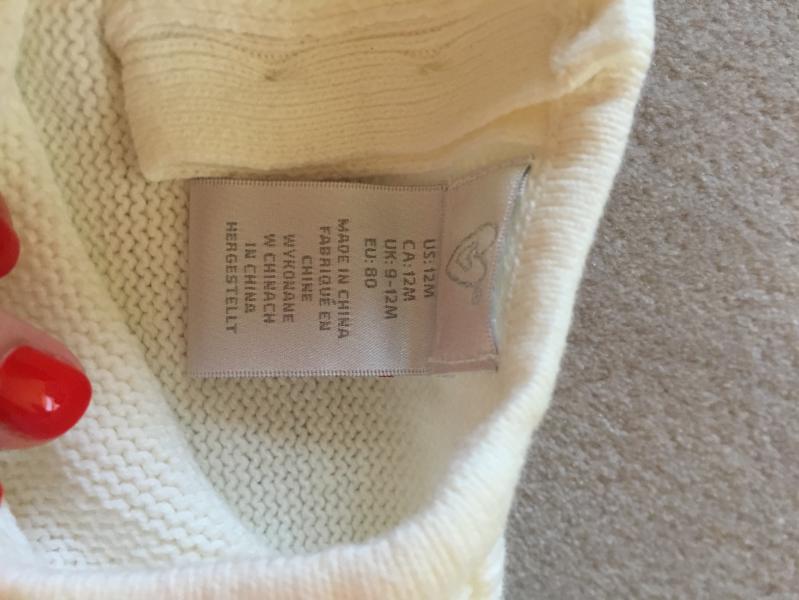 US: 12M
CA: 12M
UK: 9-12M
EU: 80
MADE IN CHINA
FABRIQUÉ EN
CHINE
WYKONANE
W CHINACH
IN CHINA
HERGESTELLT